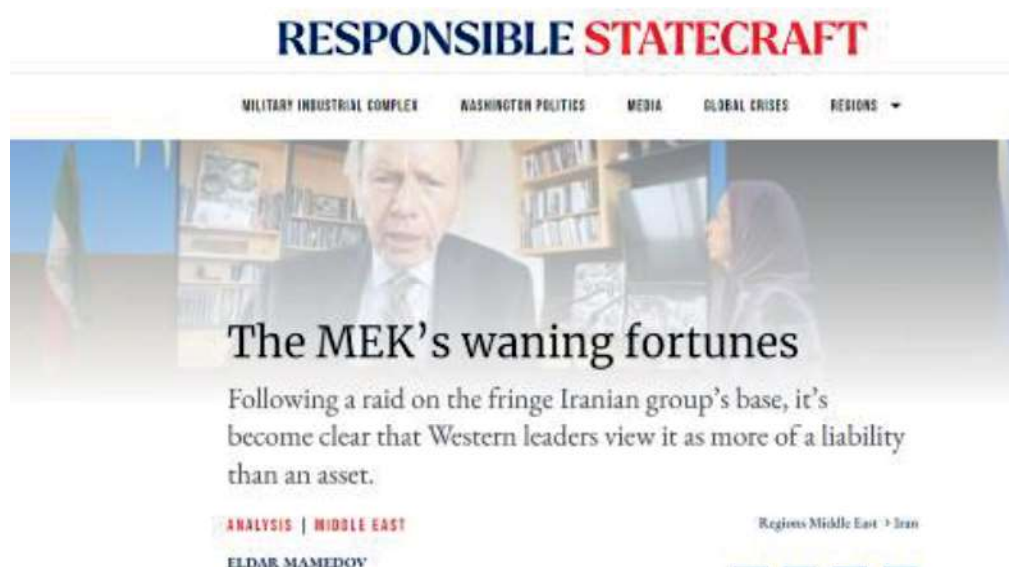 RESPONSIBLE STATECRAFT
MILITARY INDUSTRIAL COMPLEX WASHINGTON POLITICS MEDIA GLOBAL CRISES REGIONS
The MEK's waning fortunes
Following a raid on the fringe Iranian group's base, it's
become clear that Western leaders view it as more of a liability
than an asset.
ANALYSIS | MIDDLE EAST
Regions Middle East > Iran
ELDAR MAMEDOV